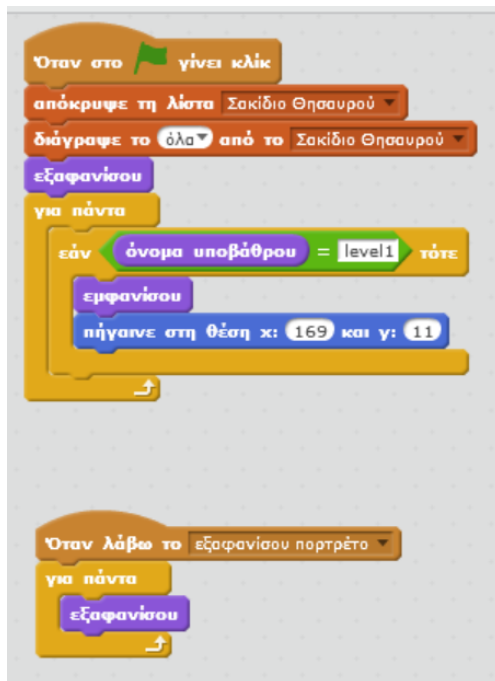 Όταν στο γίνει κλίκ
απόκρυψε τη λίστα Σακίδιο Θησαυρού
διάγραψε το όλα από το Σακίδιο Θησαυρού
εξαφανίσου
για πάντα
εάν όνομα υποβάθρου = level1 τότε
εμφανίσου
πήγαινε στη θέση x: 169 και y: 11
Όταν λάβω το εξαφανίσου πορτρέτο
για πάντα
εξαφανίσου